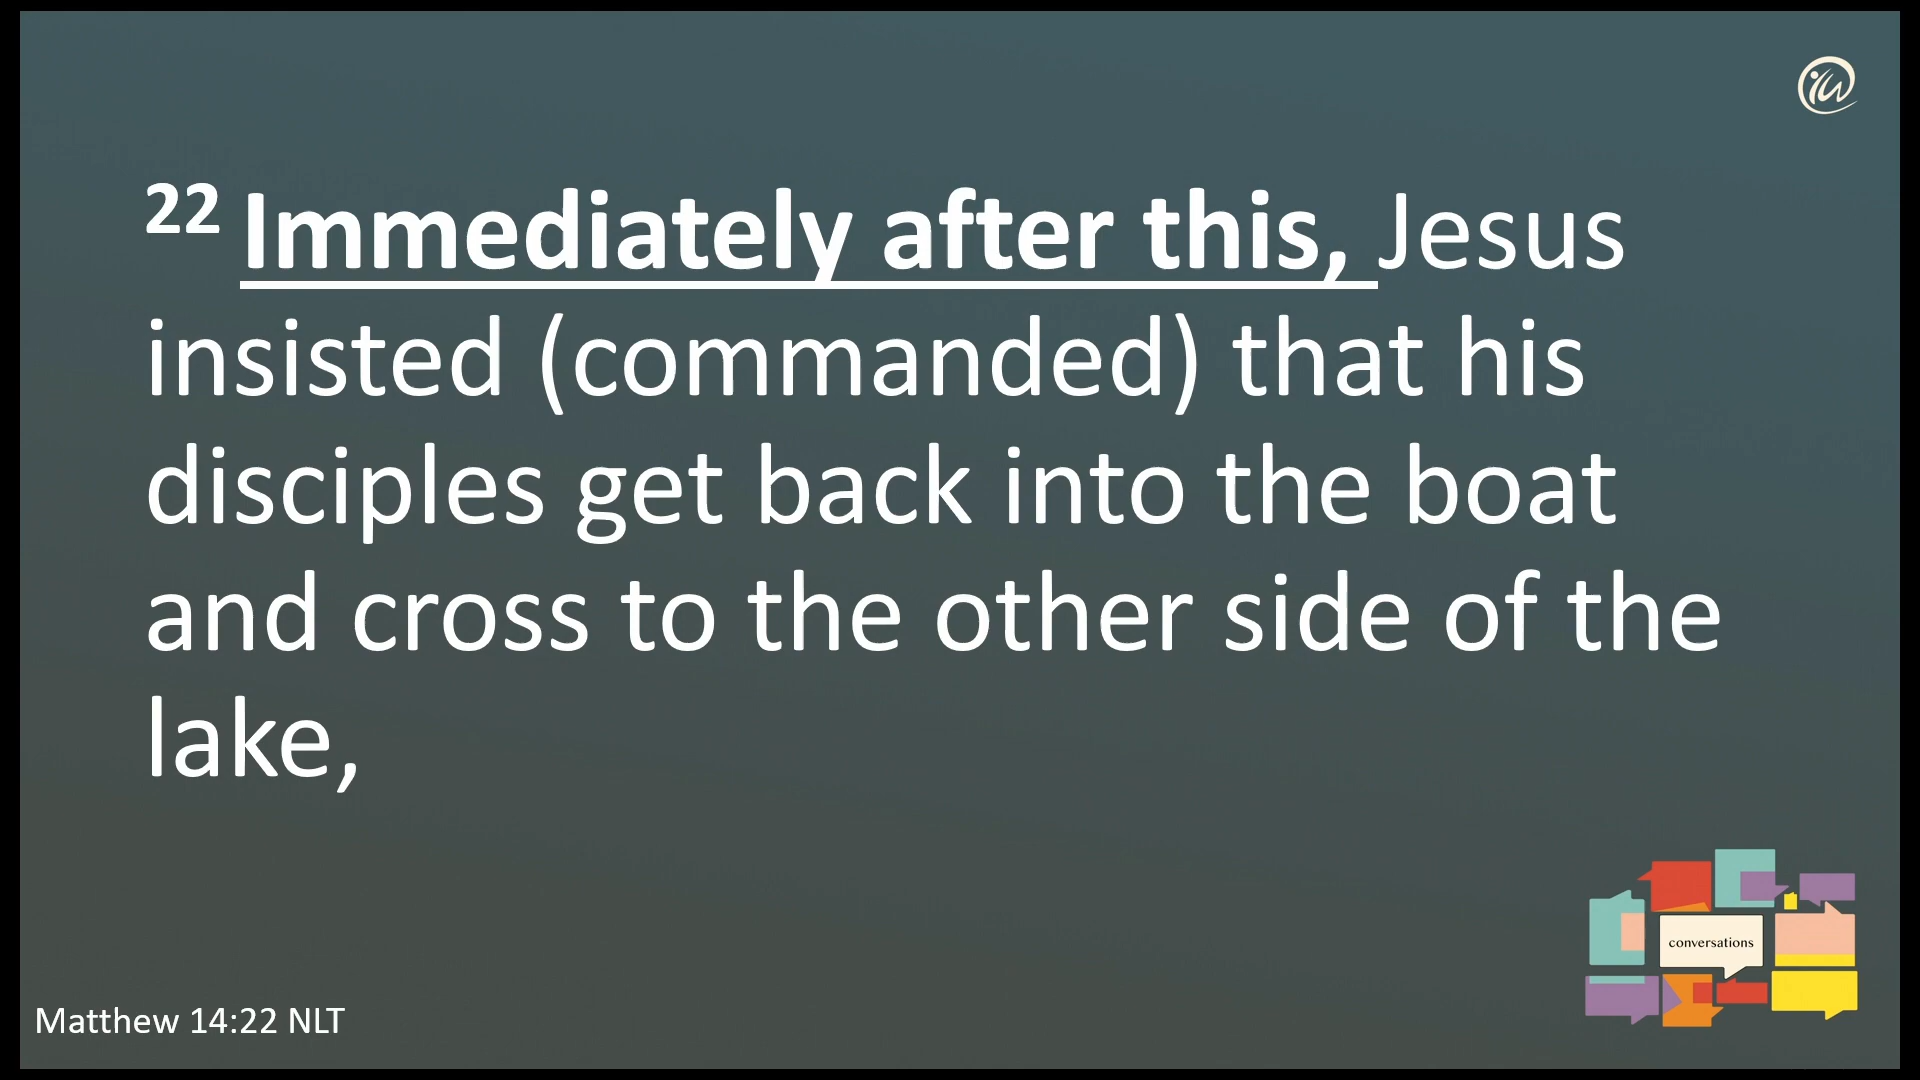 22 Immediately after this, Jesus
insisted (commanded) that his
disciples get back into the boat
and cross to the other side of the
lake,
conversations
Matthew 14:22 NLT